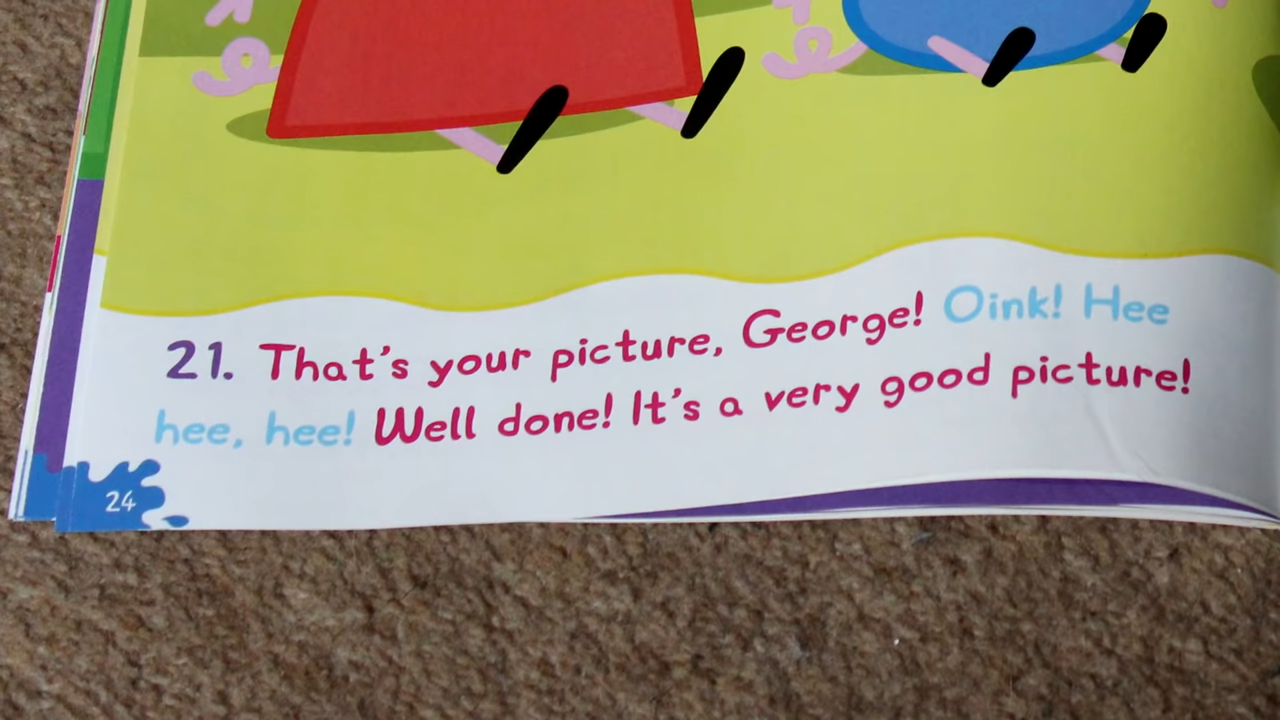 21. That's your picture, George! Oink! Hee
hee, hee! Well done! It's a very good picture!
24